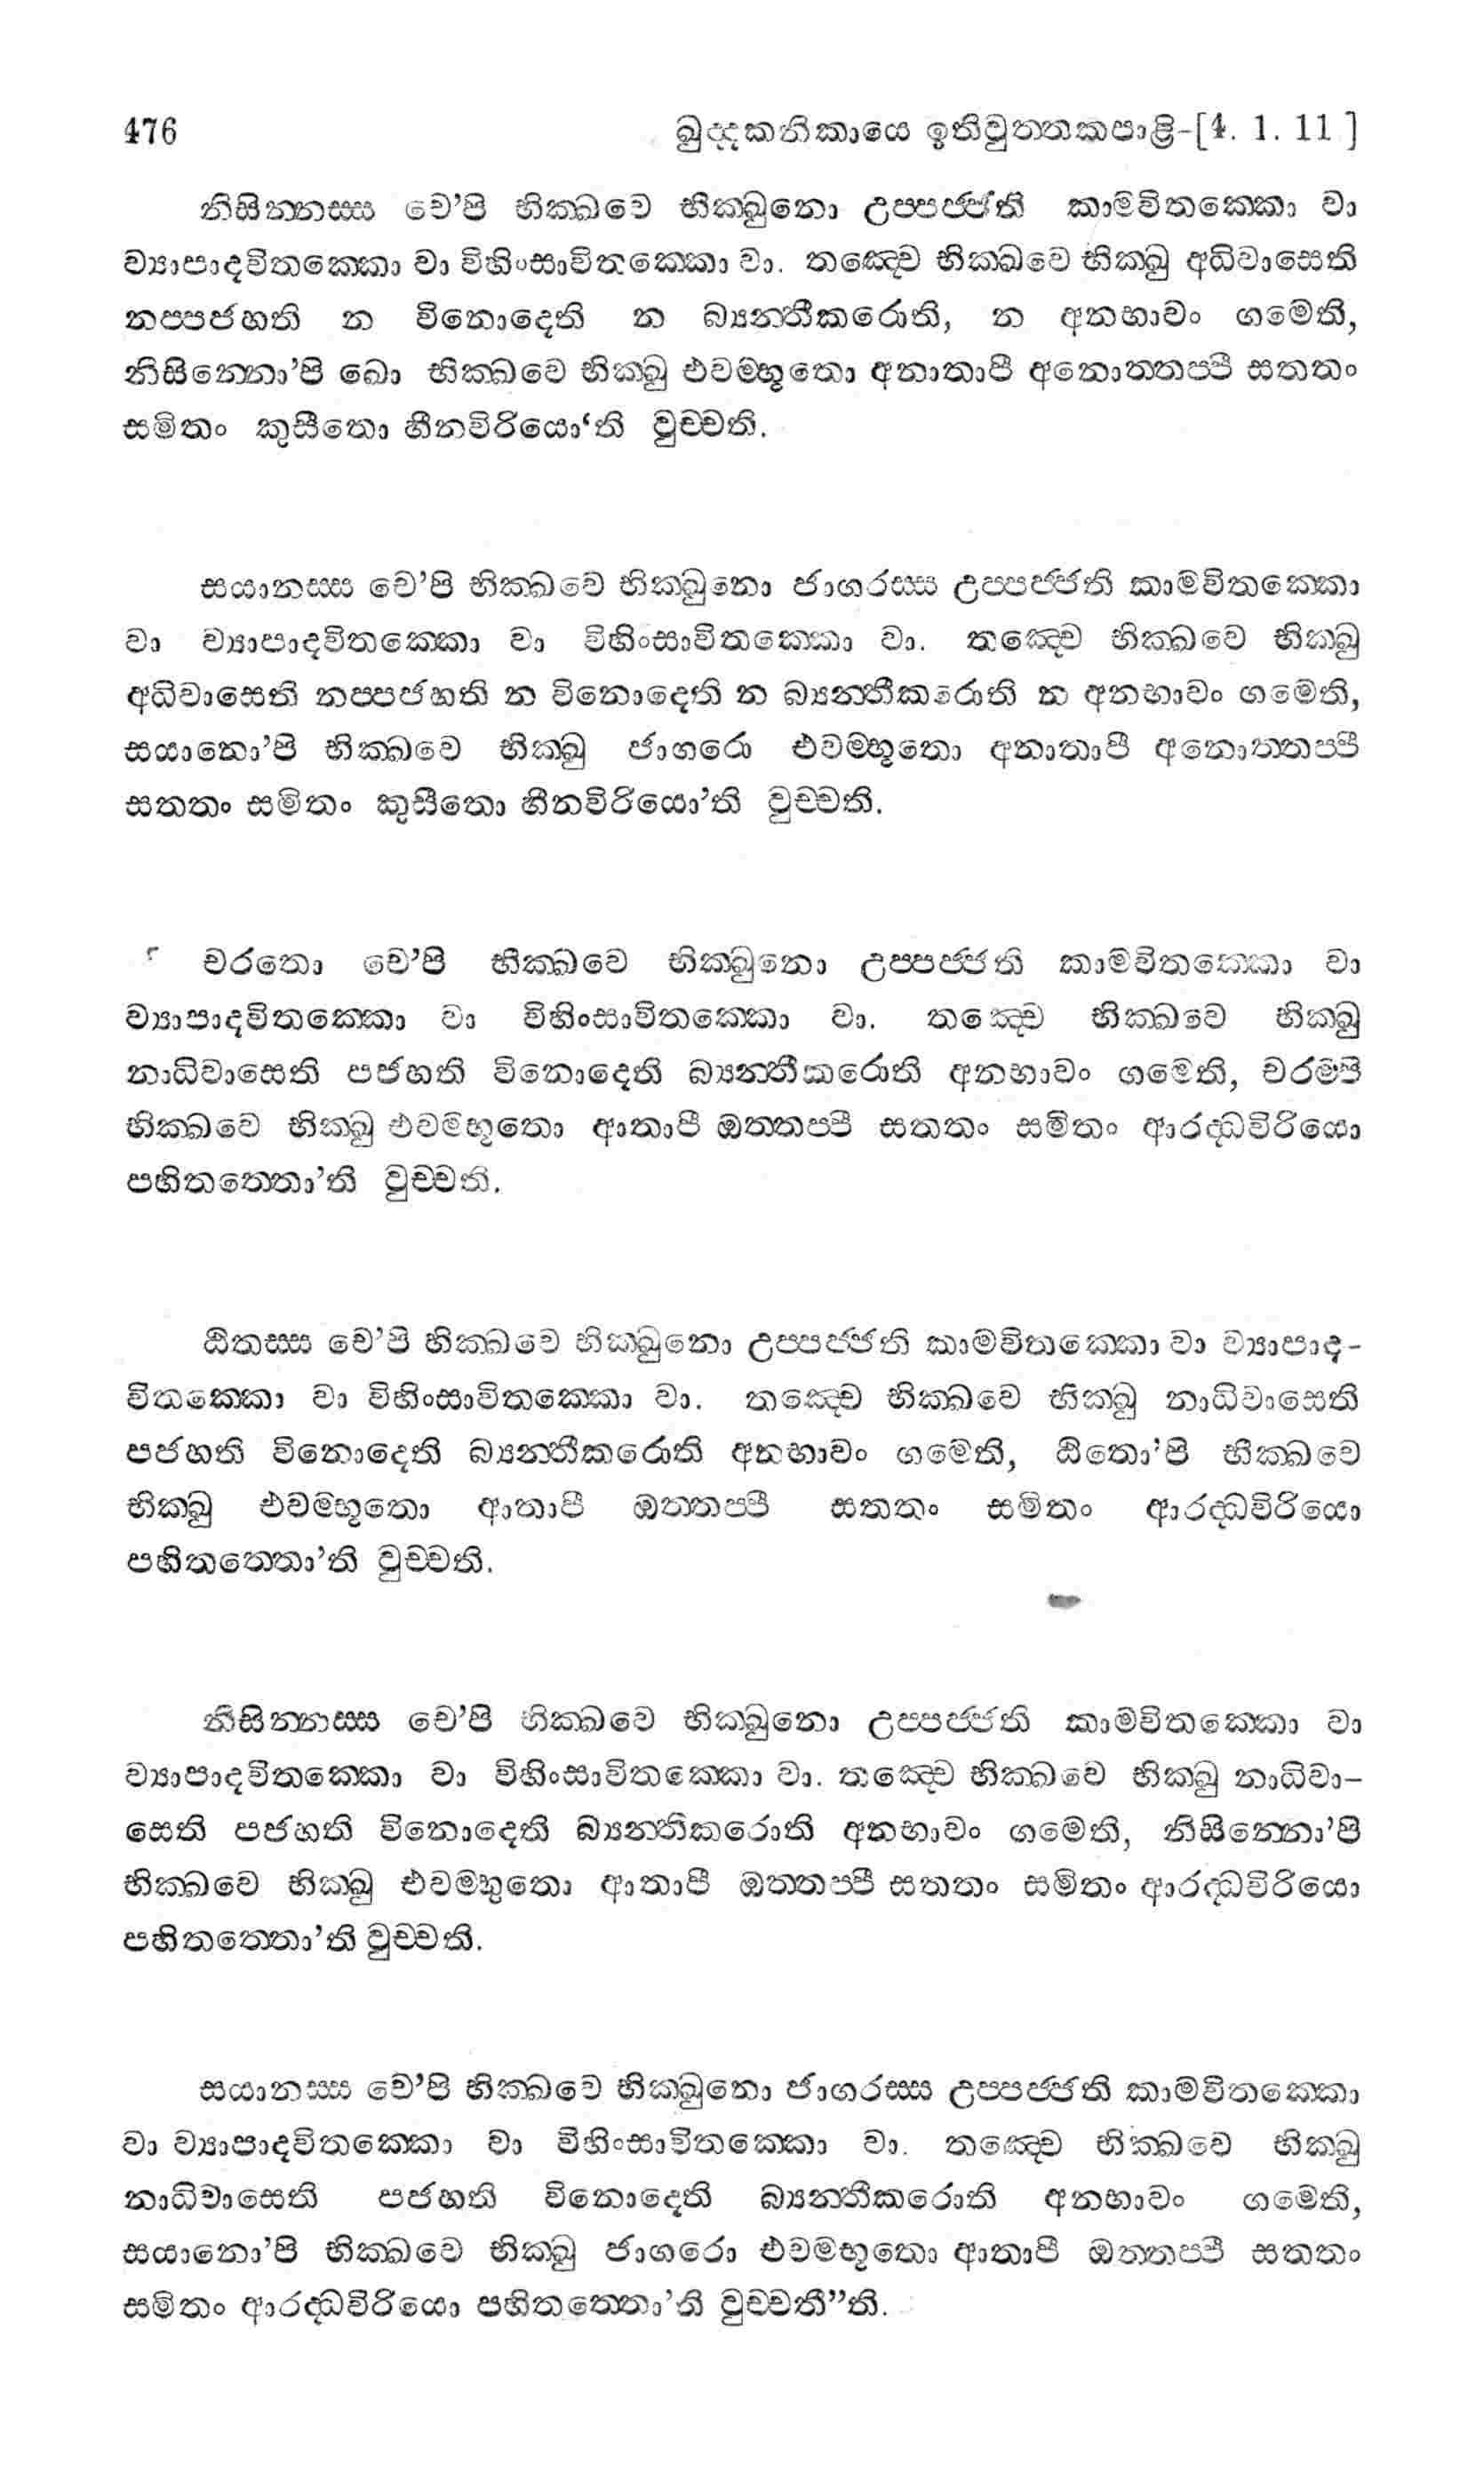 476 ඛුද්දකනිකායෙ ඉතිවුත්තකපාළි-[4. 1. 11 ]
නිසින්නස්ස චෙ’පි භික්ඛවෙ භික්ඛුනො උප්පජ්ජති කාමවිතක්කො වා
ව්‍යාපාදවිතක්කො වා විහිංසාවිතක්කො වා. තඤ්චෙ භික්ඛවෙ භික්ඛු අධිවාසෙති
නප්පජහති න විනොදෙති න බ්‍යන්තීකරොති, න අනභාවං ගමෙති,
නිසින්නො’පි ඛො භික්ඛවෙ භික්ඛු එවම්භූතො අනාතාපී අනොත්තප්පී සතතං
සමිතං කුසීතො හීනවිරියො‘ති වුච්චති.
සයානස්ස චෙ’පි භික්ඛවෙ භික්ඛුනො ජාගරස්ස උප්පජ්ජති කාමවිතක්කො
වා ව්‍යාපාදවිතක්කො වා විහිංසාවිතක්කො වා. තඤ්චෙ භික්ඛවෙ භික්ඛු
අධිවාසෙති නප්පජහති න විනොදෙති න බ්‍යන්තීකරොති න අනභාවං ගමෙති,
සයානො’පි භික්ඛවෙ භික්ඛු ජාගරො එවම්භූතො අනාතාපී අනොත්තප්පී
සතතං සමිතං කුසීතො හීනවිරියො’ති වුච්චති.
චරතො චෙ’පි භික්ඛවෙ භික්ඛුනො උප්පජ්ජති කාමවිතක්කො වා
ව්‍යාපාදවිතක්කො වා විහිංසාවිතක්කො වා. තඤ්චෙ භික්ඛවෙ භික්ඛු
නාධිවාසෙති පජහති විනොදෙති බ්‍යන්තීකරොති අනභාවං ගමෙති, චරම්පි
භික්ඛවෙ භික්ඛු එවම්භූතො ආතාපී ඔත්තප්පී සතතං සමිතං ආරද්ධවිරියො
පහිතත්තො’ති වුච්චති.
ඨිතස්ස චෙ’පි භික්ඛවෙ භික්ඛුනො උප්පජ්ජති කාමවිතක්කො වා ව්‍යාපාද-
විතක්කො වා විහිංසාවිතක්කො වා. තඤ්චෙ භික්ඛවෙ භික්ඛු නාධිවාසෙති
පජහති විනොදෙති බ්‍යන්තීකරොති අනභාවං ගමෙති, ඨිතො’පි භික්ඛවෙ
භික්ඛු එවම්භූතො ආතාපී ඔත්තප්පී සතතං සමිතං ආරද්ධවිරියො
පහිතත්තො’ති වුච්චති.
නිසින්නස්ස චෙ’පි භික්ඛවෙ භික්ඛුනො උප්පජ්ජති කාමවිතක්කො වා
ව්‍යාපාදවිතක්කො වා විහිංසාවිතක්කො වා. තඤ්චෙ භික්ඛවෙ භික්ඛු නාධිවා-
සෙති පජහති විනොදෙති බ්‍යන්තීකරොති අනභාවං ගමෙති, නිසින්නො’පි
භික්ඛවෙ භික්ඛු එවම්භූතො ආතාපී ඔත්තප්පී සතතං සමිතං ආරද්ධවිරියො
පහිතත්තො’ති වුච්චති.
සයානස්ස චෙ’පි භික්ඛවෙ භික්ඛුනො ජාගරස්ස උප්පජ්ජති කාමවිතක්කො
වා ව්‍යාපාදවිතක්කො වා විහිංසාවිතක්කො වා. තඤ්චෙ භික්ඛවෙ භික්ඛු
නාධිවාසෙති පජහති විනොදෙති බ්‍යන්තීකරොති අනභාවං ගමෙති,
සයානො’පි භික්ඛවෙ භික්ඛු ජාගරො එවම්භූතො ආතාපී ඔත්තප්පී සතතං
සමිතං ආරද්ධවිරියො පහිතත්තො’ති වුච්චතී”ති.